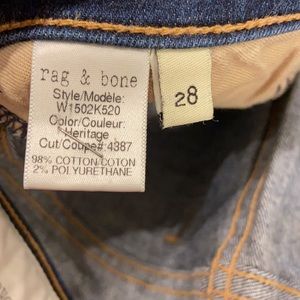 rag & bone
Style/Modèle:
W1502K520
Color/Couleur:
Heritage
Cut/Coupe#: 4387
98% COTTON/COTON
2% POLYURETHANE
28